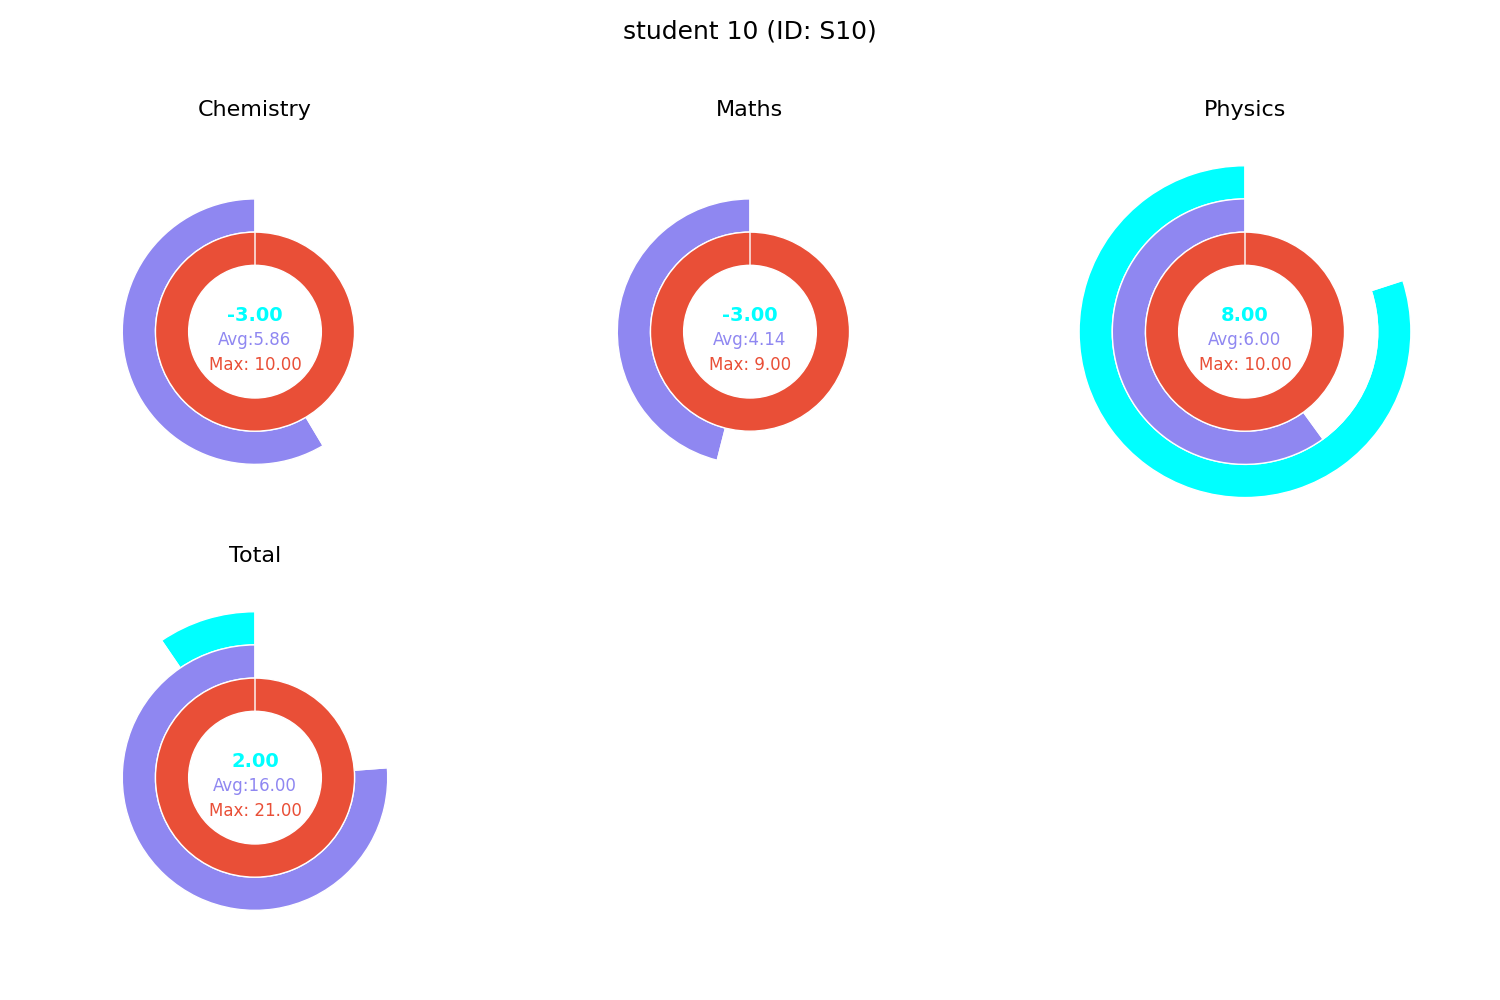 student 10 (ID: S10)
Chemistry
-3.00
Avg:5.86
Max: 10.00
Maths
-3.00
Avg:4.14
Max: 9.00
Physics
8.00
Avg:6.00
Max: 10.00
Total
2.00
Avg:16.00
Max: 21.00